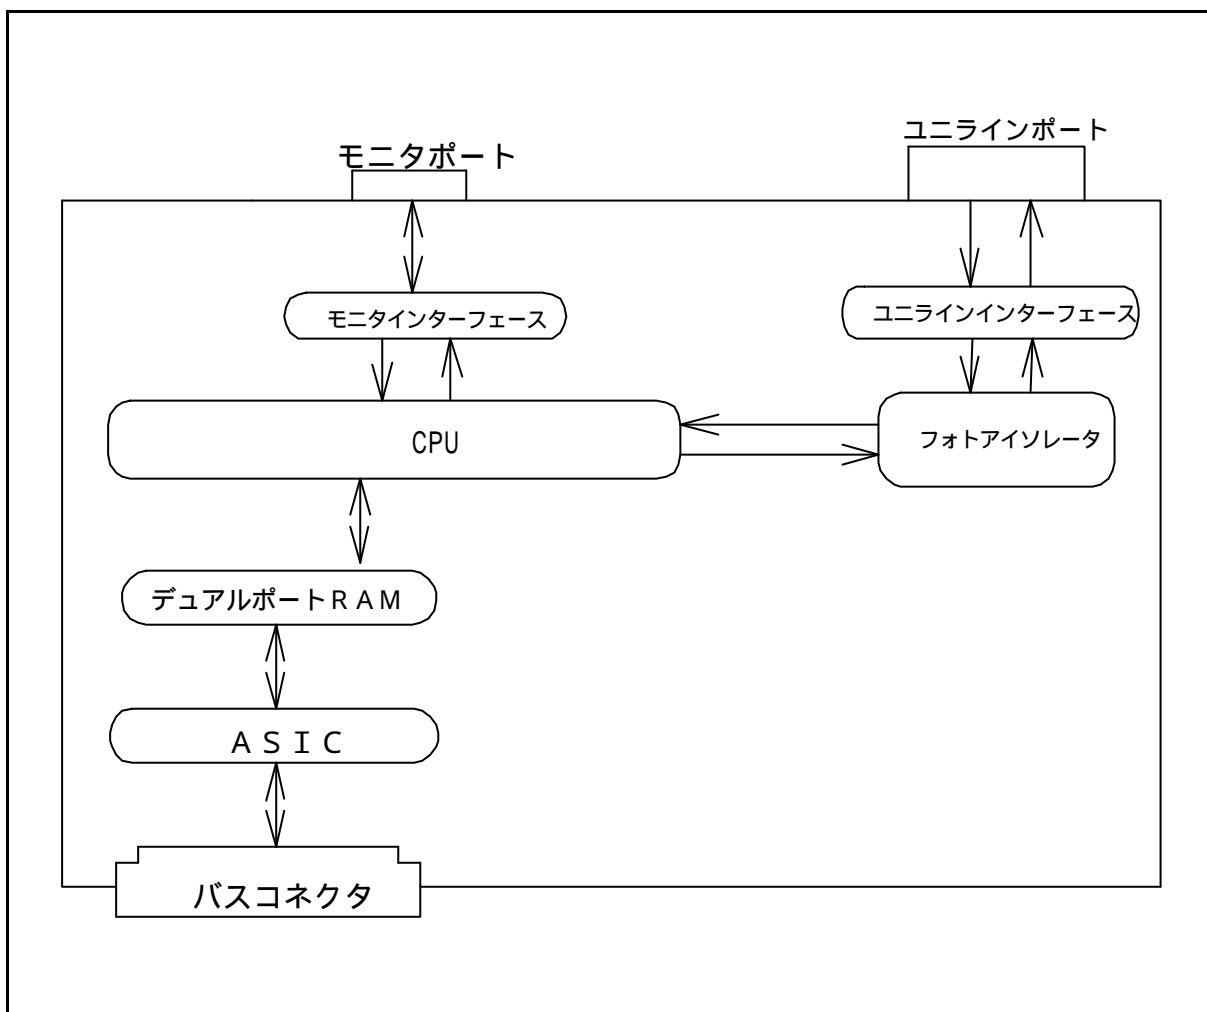 ユニラインポート
モニタポート
モニタインターフェース
ユニラインインターフェース
CPU
フォトアイソレータ
デュアルポートＲＡＭ
ＡＳＩＣ
バスコネクタ